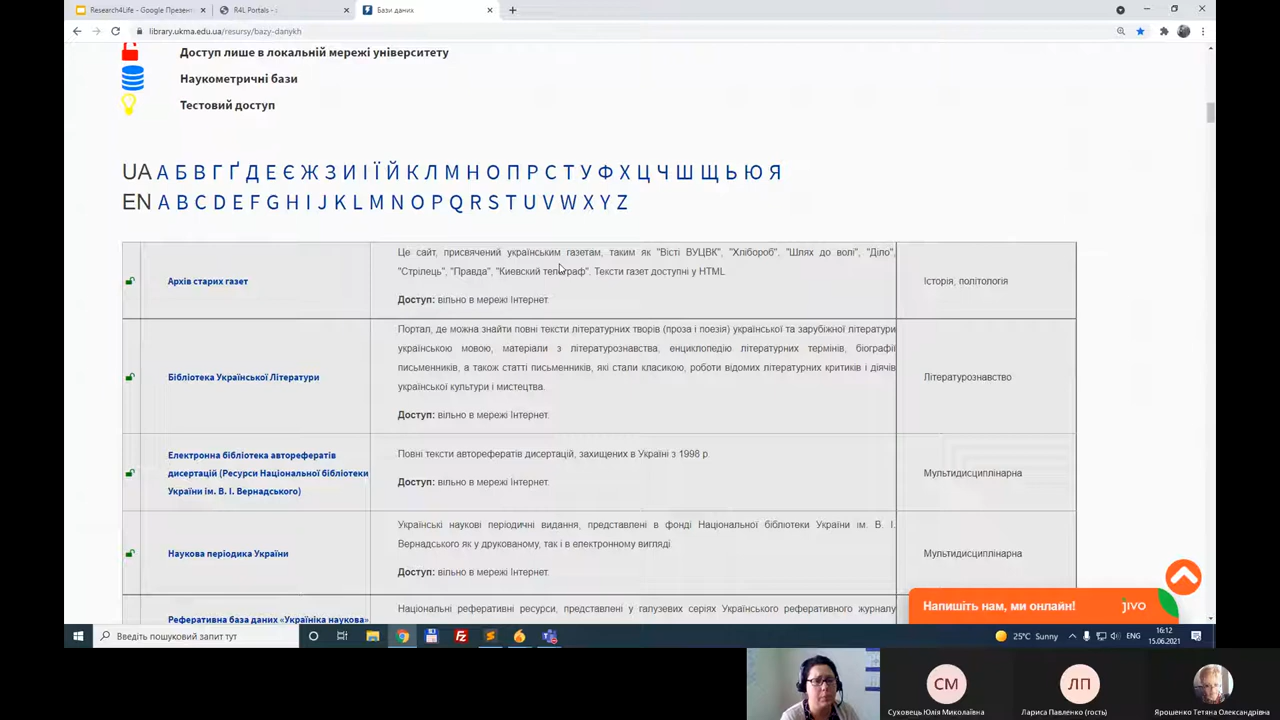 Research4Life - Google Презент
R4L Portals -
Бази даних
library.ukma.edu.ua/resursy/bazy-danykh
Доступ лише в локальній мережі університету
Наукометричні бази
Тестовий доступ
UA А Б В Г Ґ Д Е Є Ж З И І Ї Й К Л М Н О П Р С Т У Ф Х Ц Ч Ш Щ Ь Ю Я
EN A B C D E F G H I J K L M N O P Q R S T U V W X Y Z
Це сайт, присвячений українським газетам, таким як "Вісті ВУЦВК", "Хлібороб", "Шлях до волі", "Діло",
"Стрілець", "Правда", "Киевский телеграф". Тексти газет доступні у HTML
Архів старих газет
Історія, політологія
Доступ: вільно в мережі Інтернет.
Портал, де можна знайти повні тексти літературних творів (проза і поезія) української та зарубіжної літератури
українською мовою, матеріали з літературознавства, енциклопедію літературних термінів, біографії
письменників, а також статті письменників, які стали класикою, роботи відомих літературних критиків і діячів
української культури і мистецтва.
Бібліотека Української Літератури
Літературознавство
Доступ: вільно в мережі Інтернет.
Електронна бібліотека авторефератів
дисертацій (Ресурси Національної бібліотеки
України ім. В. І. Вернадського)
Повні тексти авторефератів дисертацій, захищених в Україні з 1998 р.
Доступ: вільно в мережі Інтернет.
Мультидисциплінарна
Українські наукові періодичні видання, представлені в фонді Національної бібліотеки України ім. В. І.
Вернадського як у друкованому, так і в електронному вигляді
Наукова періодика України
Мультидисциплінарна
Доступ: вільно в мережі Інтернет.
Національні реферативні ресурси, представлені у галузевих серіях Українського реферативного журналу
Реферативна база даних «Україніка наукова»
Напишіть нам, ми онлайн!
jivo
Введіть пошуковий запит тут
25°C Sunny
ENG
16:12
15.06.2021
СМ
Суховець Юлія Миколаївна
ЛП
Лариса Павленко (гость)
Ярошенко Тетяна Олександрівна